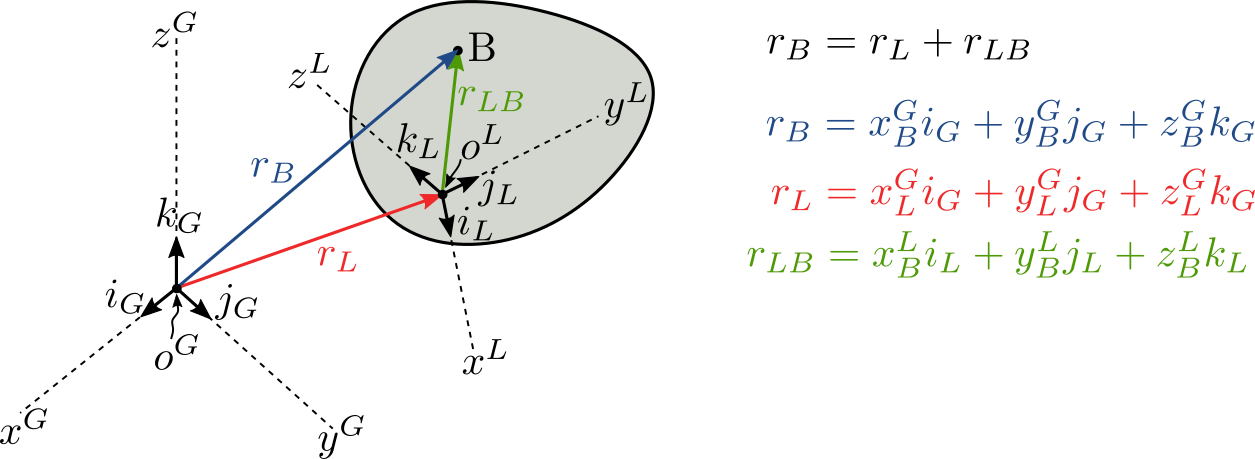 z^G
z^L
B
r_{LB}
y^L
k_L
o^L
r_B
j_L
k_G
i_L
r_L
i_G
j_G
o^G
x^L
x^G
y^G
r_B = r_L + r_{LB}
r_B = x_B^G i_G + y_B^G j_G + z_B^G k_G
r_L = x_L^G i_G + y_L^G j_G + z_L^G k_G
r_{LB} = x_B^L i_L + y_B^L j_L + z_B^L k_L